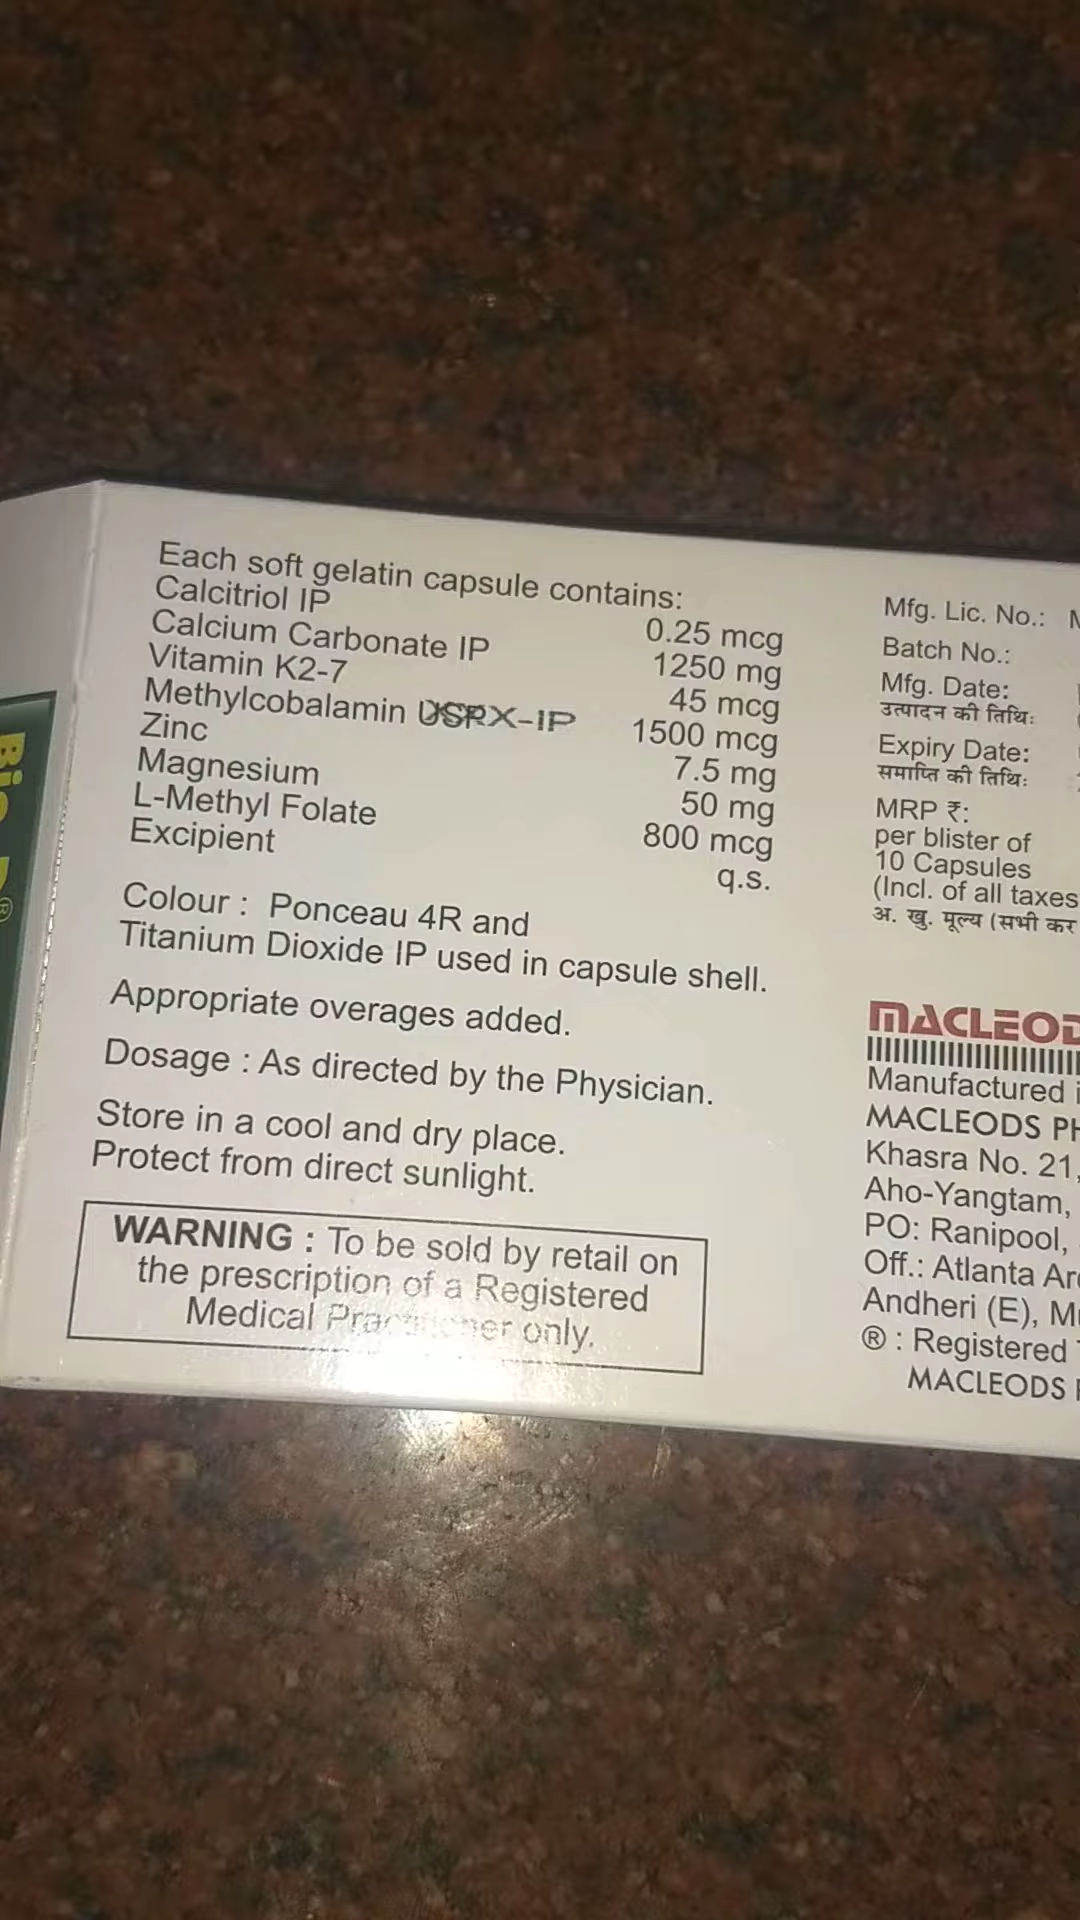 Each soft gelatin capsule contains:
Calcitriol IP 0.25 mcg
Calcium Carbonate IP 1250 mg
Vitamin K2-7 45 mcg
Methylcobalamin X-IP 1500 mcg
Zinc 7.5 mg
Magnesium 50 mg
L-Methyl Folate 800 mcg
Excipient q.s.
Colour : Ponceau 4R and
Titanium Dioxide IP used in capsule shell.
Appropriate overages added.
Dosage : As directed by the Physician.
Store in a cool and dry place.
Protect from direct sunlight.
WARNING : To be sold by retail on
the prescription of a Registered
Medical Practitioner only.
Mfg. Lic. No.:
Batch No.:
Mfg. Date:
उत्पादन की तिथि:
Expiry Date:
समाप्ति की तिथि:
MRP ₹:
per blister of
10 Capsules
(Incl. of all taxes
अ. खु. मूल्य (सभी कर
MACLEOD
Manufactured
MACLEODS
Khasra No. 21,
Aho-Yangtam,
PO: Ranipool,
Off.: Atlanta
Andheri (E),
® : Registered
MACLEODS
Bio
®